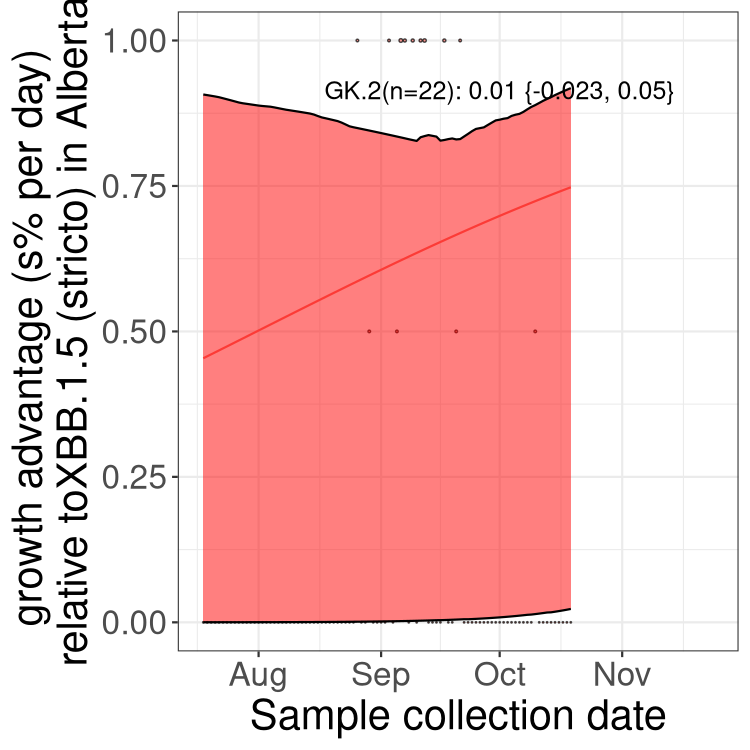 growth advantage (s% per day)
relative toXBB.1.5 (stricto) in Alberta
1.00
0.75
0.50
0.25
0.00
GK.2(n=22): 0.01 {-0.023, 0.05}
Aug Sep Oct Nov
Sample collection date